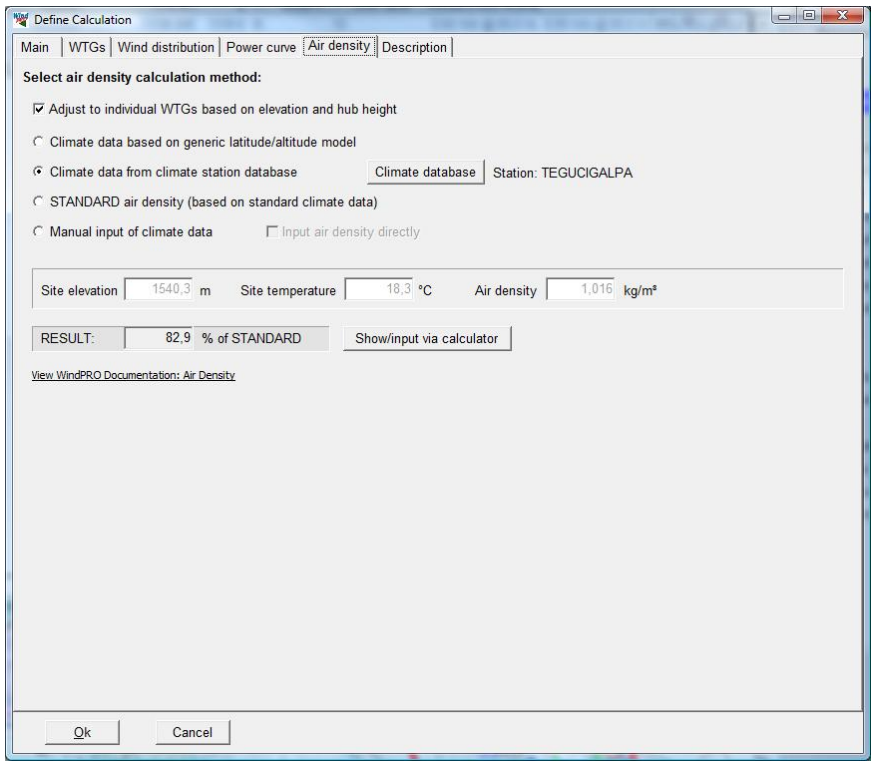 Wind
Define Calculation
Main WTGs Wind distribution Power curve Air density Description
Select air density calculation method:
Adjust to individual WTGs based on elevation and hub height
Climate data based on generic latitude/altitude model
Climate data from climate station database Climate database Station: TEGUCIGALPA
STANDARD air density (based on standard climate data)
Manual input of climate data Input air density directly
Site elevation 1540,3 m Site temperature 18,3 °C Air density 1,016 kg/m³
RESULT: 82,9 % of STANDARD Show/input via calculator
View WindPRO Documentation: Air Density
Ok Cancel